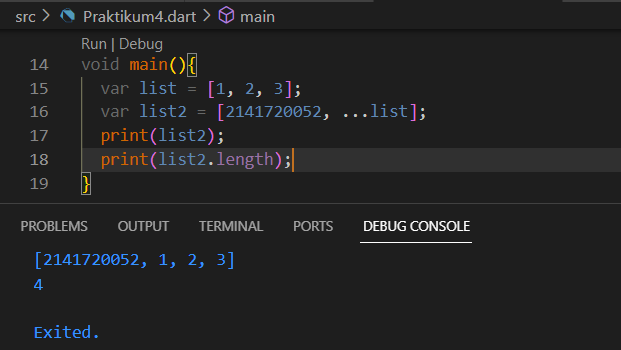 src > Praktikum4.dart > main
Run | Debug
14 void main(){
15 var list = [1, 2, 3];
16 var list2 = [2141720052, ...list];
17 print(list2);
18 print(list2.length);
19 }
PROBLEMS OUTPUT TERMINAL PORTS DEBUG CONSOLE
[2141720052, 1, 2, 3]
4
Exited.